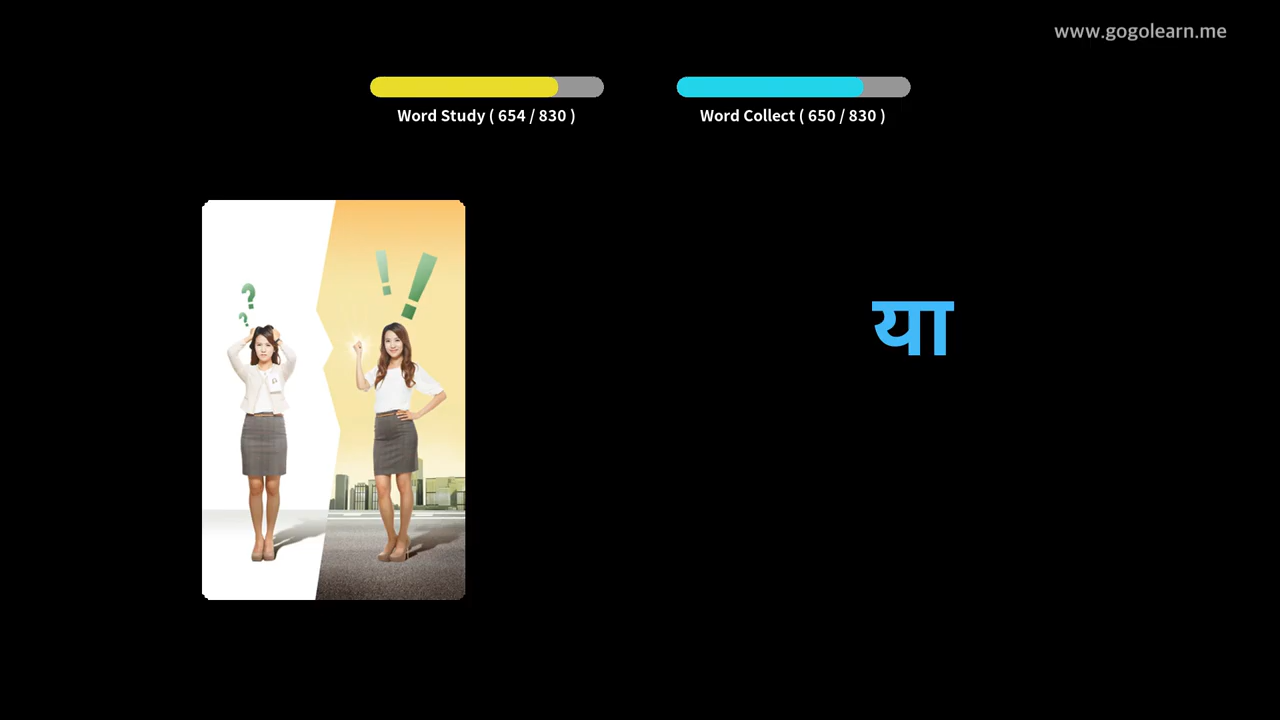 www.gogolearn.me
Word Study ( 654 / 830 )
Word Collect ( 650 / 830 )
? ?
! !
या